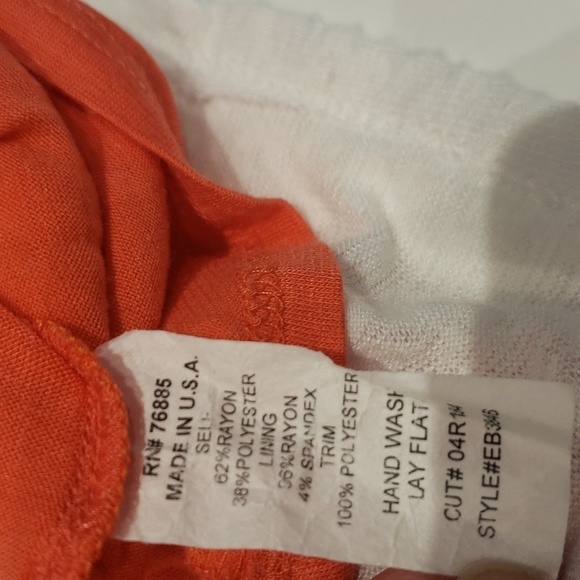 RN# 76885
MADE IN U.S.A.
SELF:
62%RAYON
38%POLYESTER
LINING
96%RAYON
4% SPANDEX
TRIM
100% POLYESTER
HAND WASH
LAY FLAT
CUT# 04R
STYLE#EB